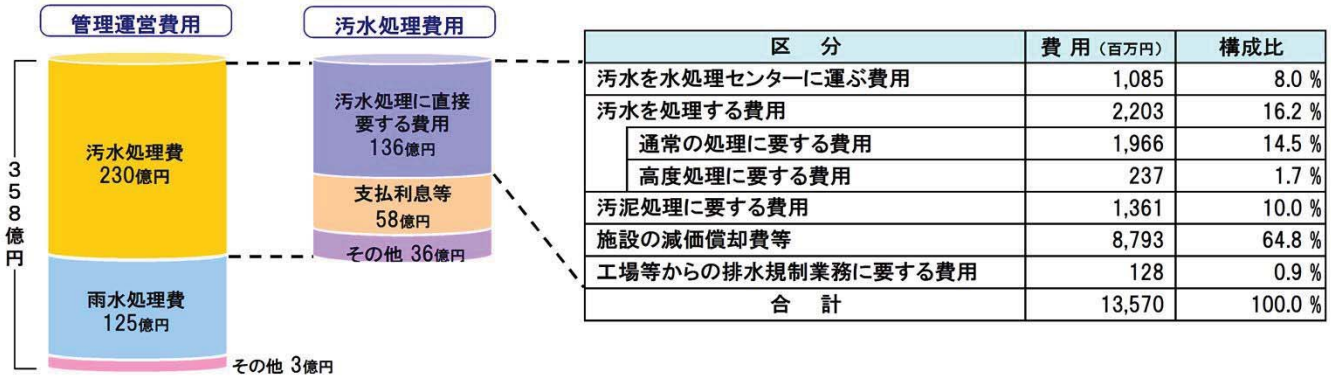 管理運営費用
汚水処理費用
358億円
汚水処理費
230億円
雨水処理費
125億円
その他 3億円
汚水処理に直接
要する費用
136億円
支払利息等
58億円
その他 36億円
区 分 費 用(百万円) 構成比
汚水を水処理センターに運ぶ費用 1,085 8.0 %
汚水を処理する費用 2,203 16.2 %
通常の処理に要する費用 1,966 14.5 %
高度処理に要する費用 237 1.7 %
汚泥処理に要する費用 1,361 10.0 %
施設の減価償却費等 8,793 64.8 %
工場等からの排水規制業務に要する費用 128 0.9 %
合 計 13,570 100.0 %